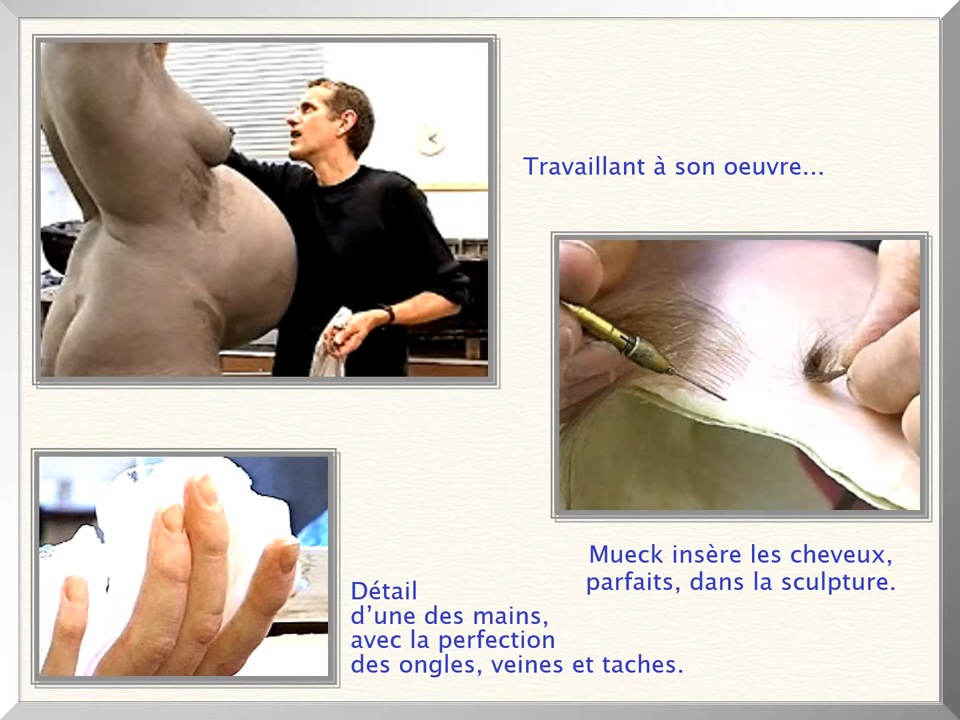 Travaillant à son oeuvre...
Mueck insère les cheveux,
parfaits, dans la sculpture.
Détail
d’une des mains,
avec la perfection
des ongles, veines et taches.